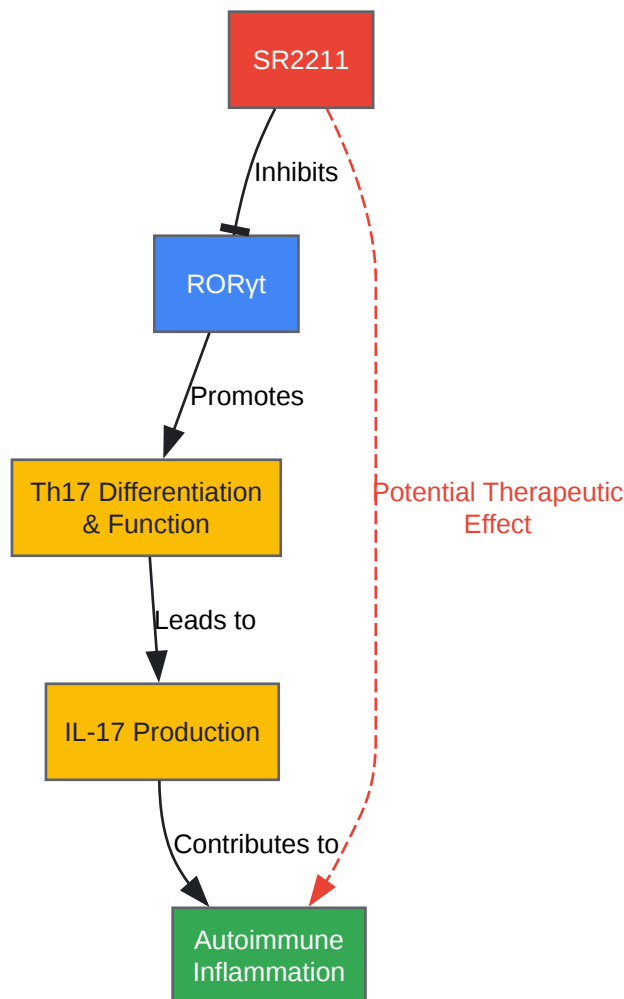 SR2211
Inhibits
RORγt
Promotes
Th17 Differentiation
& Function
Potential Therapeutic
Effect
Leads to
IL-17 Production
Contributes to
Autoimmune
Inflammation